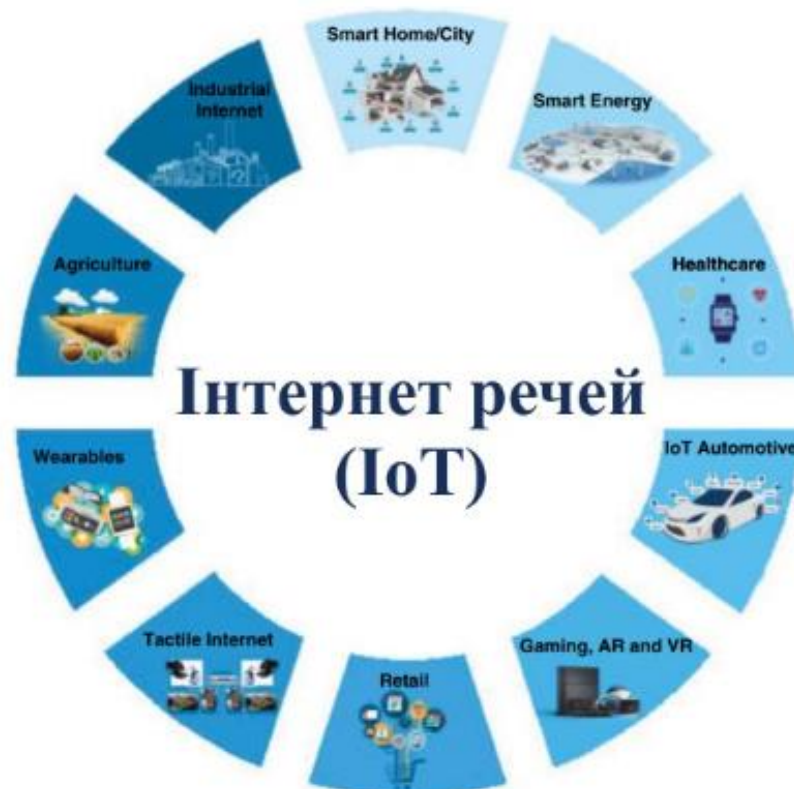 Smart Home/City
Smart Energy
Healthcare
IoT Automotive
Gaming, AR and VR
Retail
Tactile Internet
Wearables
Agriculture
Industrial
Internet
Інтернет речей
(IoT)